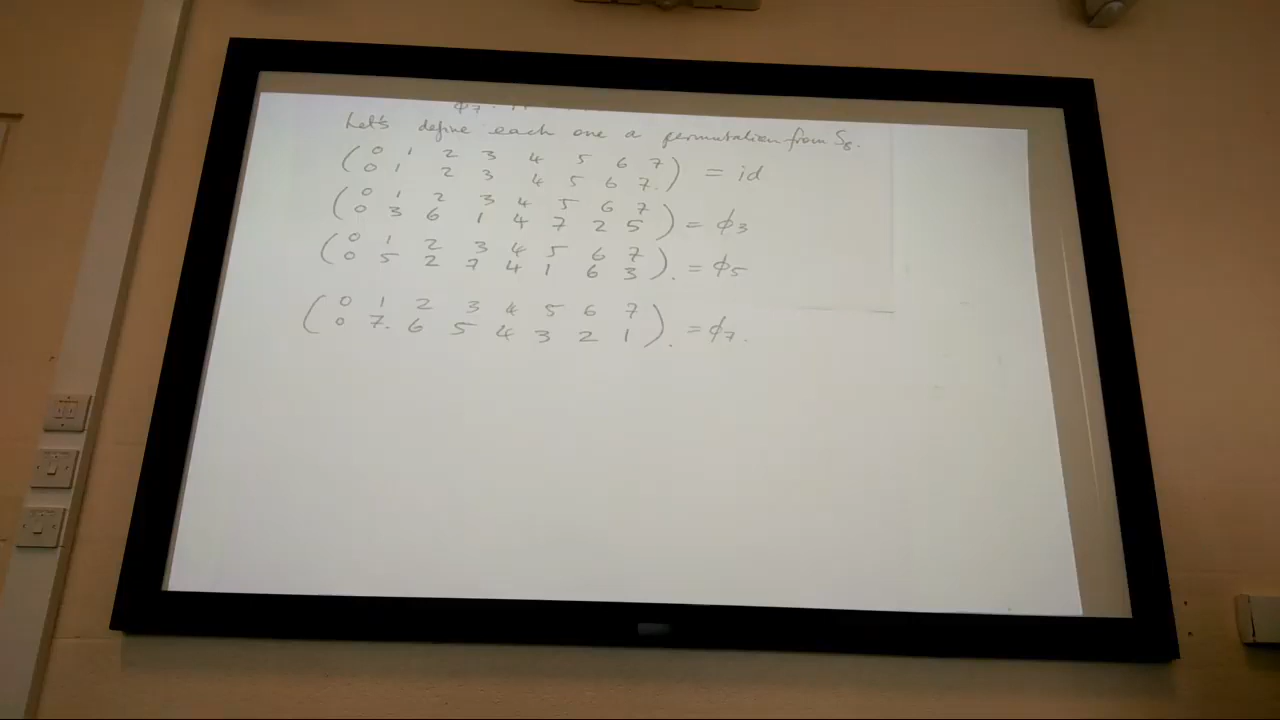 Let's define each one a permutation from S8.
( 0 1 2 3 4 5 6 7
0 1 2 3 4 5 6 7. ) = id
( 0 1 2 3 4 5 6 7
0 3 6 1 4 7 2 5 ) = ϕ3
( 0 1 2 3 4 5 6 7
0 5 2 7 4 1 6 3 ). = ϕ5
( 0 1 2 3 4 5 6 7
0 7. 6 5 4 3 2 1 ). = ϕ7.